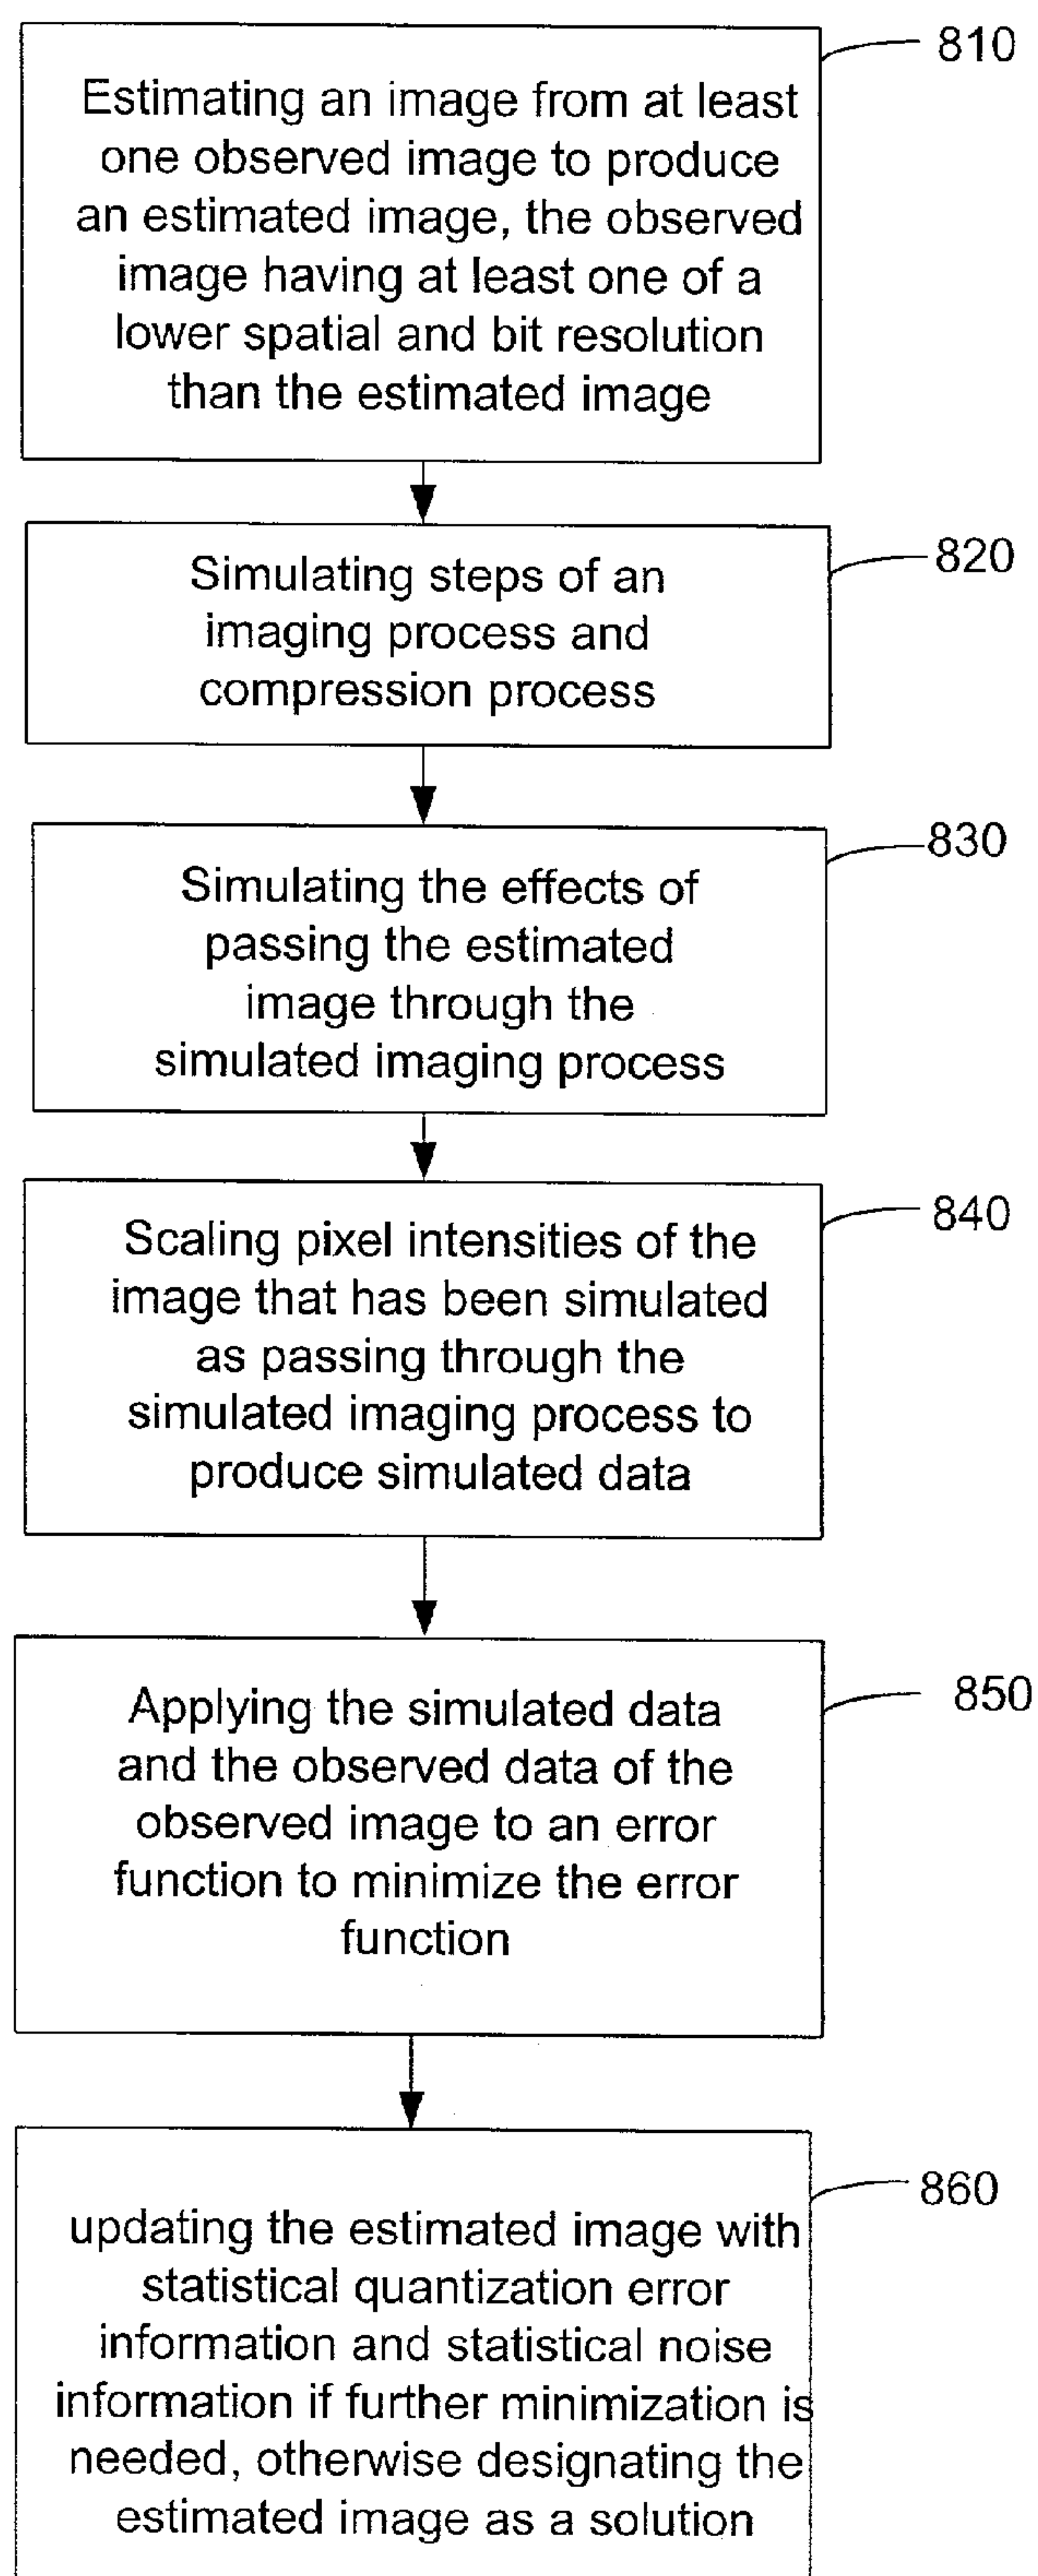 810
Estimating an image from at least
one observed image to produce
an estimated image, the observed
image having at least one of a
lower spatial and bit resolution
than the estimated image
820
Simulating steps of an
imaging process and
compression process
830
Simulating the effects of
passing the estimated
image through the
simulated imaging process
840
Scaling pixel intensities of the
image that has been simulated
as passing through the
simulated imaging process to
produce simulated data
850
Applying the simulated data
and the observed data of the
observed image to an error
function to minimize the error
function
860
updating the estimated image with
statistical quantization error
information and statistical noise
information if further minimization is
needed, otherwise designating the
estimated image as a solution